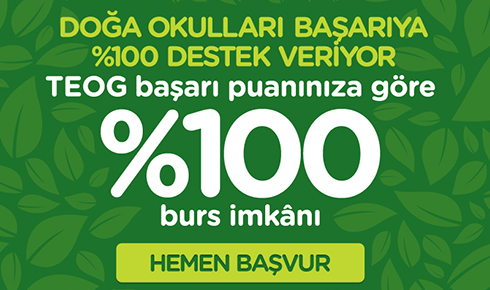 DOĞA OKULLARI BAŞARIYA
%100 DESTEK VERİYOR
TEOG başarı puanınıza göre
%100
burs imkânı
HEMEN BAŞVUR